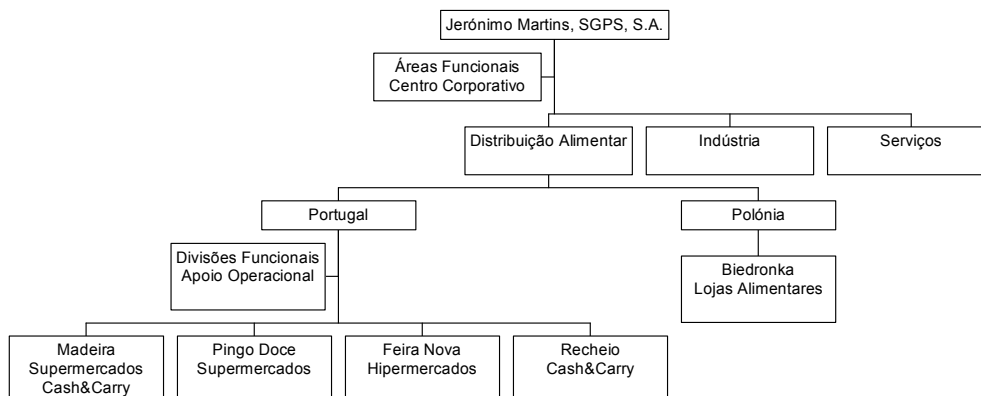 Jerónimo Martins, SGPS, S.A.
Áreas Funcionais
Centro Corporativo
Distribuição Alimentar
Indústria
Serviços
Portugal
Polónia
Divisões Funcionais
Apoio Operacional
Biedronka
Lojas Alimentares
Madeira
Supermercados
Cash&Carry
Pingo Doce
Supermercados
Feira Nova
Hipermercados
Recheio
Cash&Carry